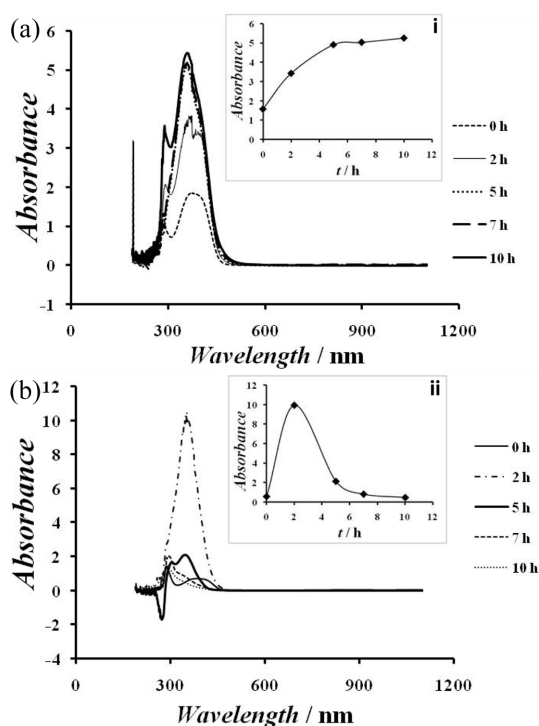 (a)
Absorbance
6
5
4
3
2
1
0
-1
0 300 600 900 1200
Wavelength / nm
i
Absorbance
6
5
4
3
2
1
0
0 2 4 6 8 10 12
t / h
0 h
2 h
5 h
7 h
10 h
(b)
Absorbance
12
10
8
6
4
2
0
-2
-4
0 300 600 900 1200
Wavelength / nm
ii
Absorbance
12
10
8
6
4
2
0
0 2 4 6 8 10 12
t / h
0 h
2 h
5 h
7 h
10 h